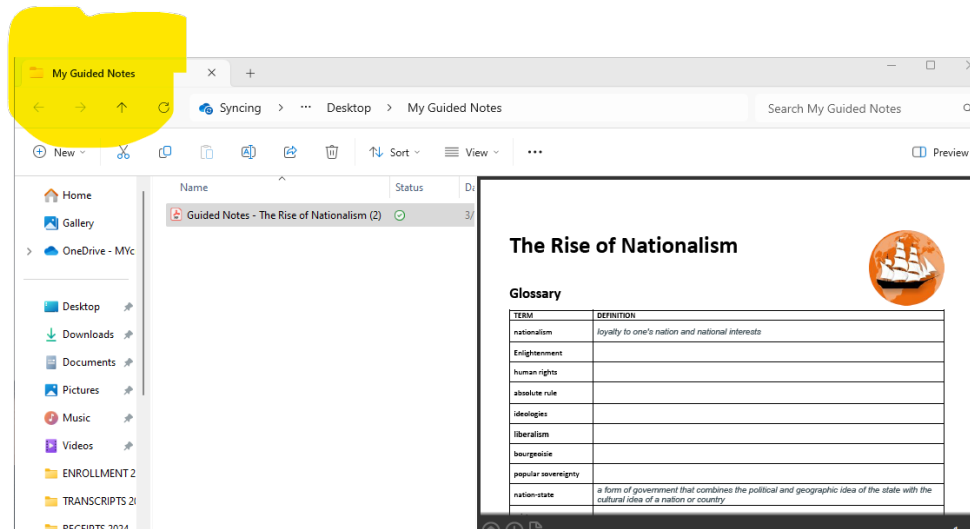 My Guided Notes
Syncing > ... Desktop > My Guided Notes
Search My Guided Notes
New
Sort
View
...
Preview
Home
Gallery
OneDrive - MYc
Desktop
Downloads
Documents
Pictures
Music
Videos
ENROLLMENT 2
TRANSCRIPTS 20
RECEIPTS 2024
Name Status Da
Guided Notes - The Rise of Nationalism (2) 3/
The Rise of Nationalism
Glossary
TERM DEFINITION
nationalism loyalty to one's nation and national interests
Enlightenment
human rights
absolute rule
ideologies
liberalism
bourgeoisie
popular sovereignty
nation-state a form of government that combines the political and geographic idea of the state with the
cultural idea of a nation or country